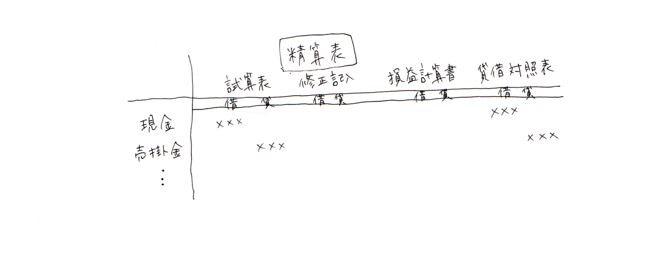 精算表
試算表 修正記入 損益計算書 貸借対照表
借 貸 借 貸 借 貸 借 貸
現金 ××× ×××
売掛金 ××× ×××
⋮